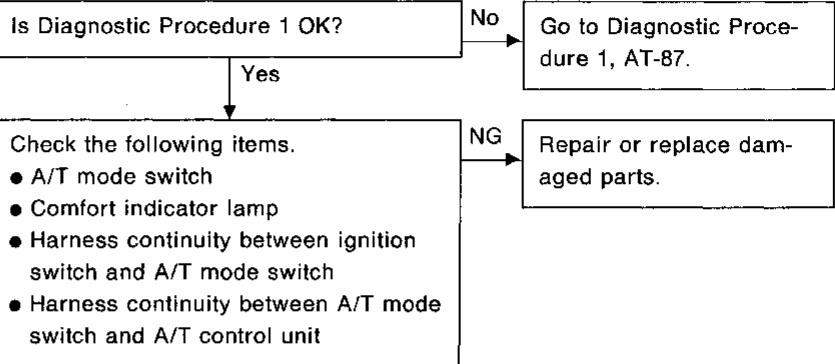 Is Diagnostic Procedure 1 OK?
No
Go to Diagnostic Proce-
dure 1, AT-87.
Yes
Check the following items.
● A/T mode switch
● Comfort indicator lamp
● Harness continuity between ignition
switch and A/T mode switch
● Harness continuity between A/T mode
switch and A/T control unit
NG
Repair or replace dam-
aged parts.